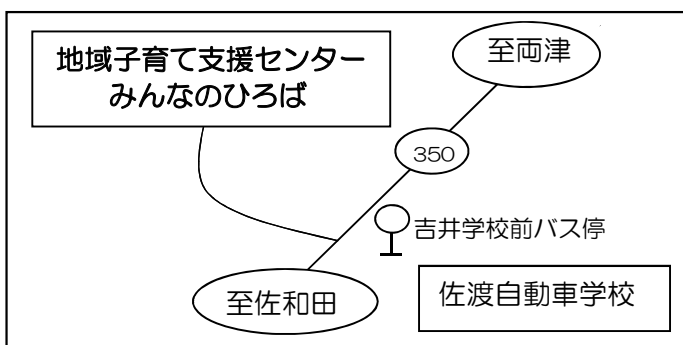 地域子育て支援センター
みんなのひろば
至両津
350
吉井学校前バス停
至佐和田
佐渡自動車学校